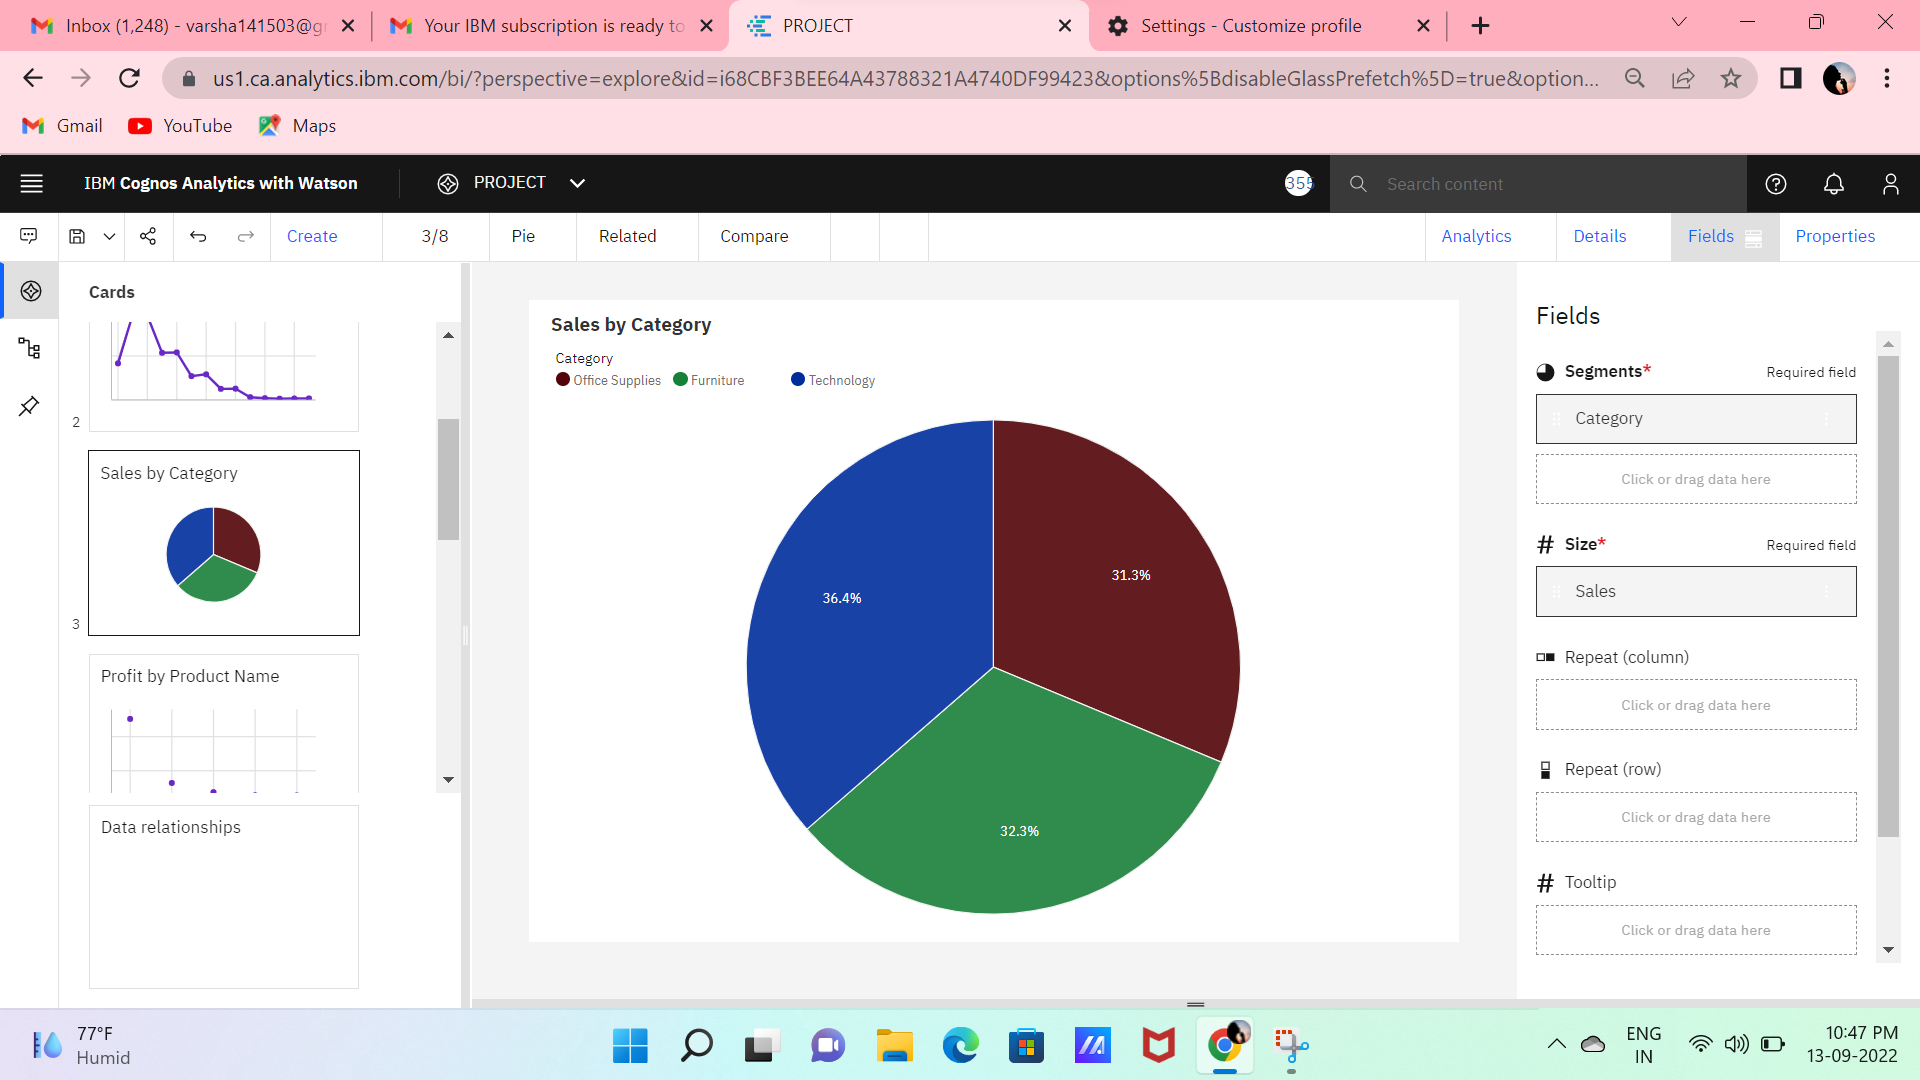 Inbox (1,248) - varsha141503@gr
Your IBM subscription is ready to
PROJECT
Settings - Customize profile
us1.ca.analytics.ibm.com/bi/?perspective=explore&id=i68CBF3BEE64A43788321A4740DF99423&options%5BdisableGlassPrefetch%5D=true&option...
Gmail
YouTube
Maps
IBM Cognos Analytics with Watson
PROJECT
355
Search content
Create
3/8
Pie
Related
Compare
Analytics
Details
Fields
Properties
Cards
2
Sales by Category
3
Profit by Product Name
Data relationships
Sales by Category
Category
Office Supplies
Furniture
Technology
31.3%
36.4%
32.3%
Fields
Segments*
Required field
Category
Click or drag data here
Size*
Required field
Sales
Repeat (column)
Click or drag data here
Repeat (row)
Click or drag data here
Tooltip
Click or drag data here
77°F
Humid
ENG
IN
10:47 PM
13-09-2022